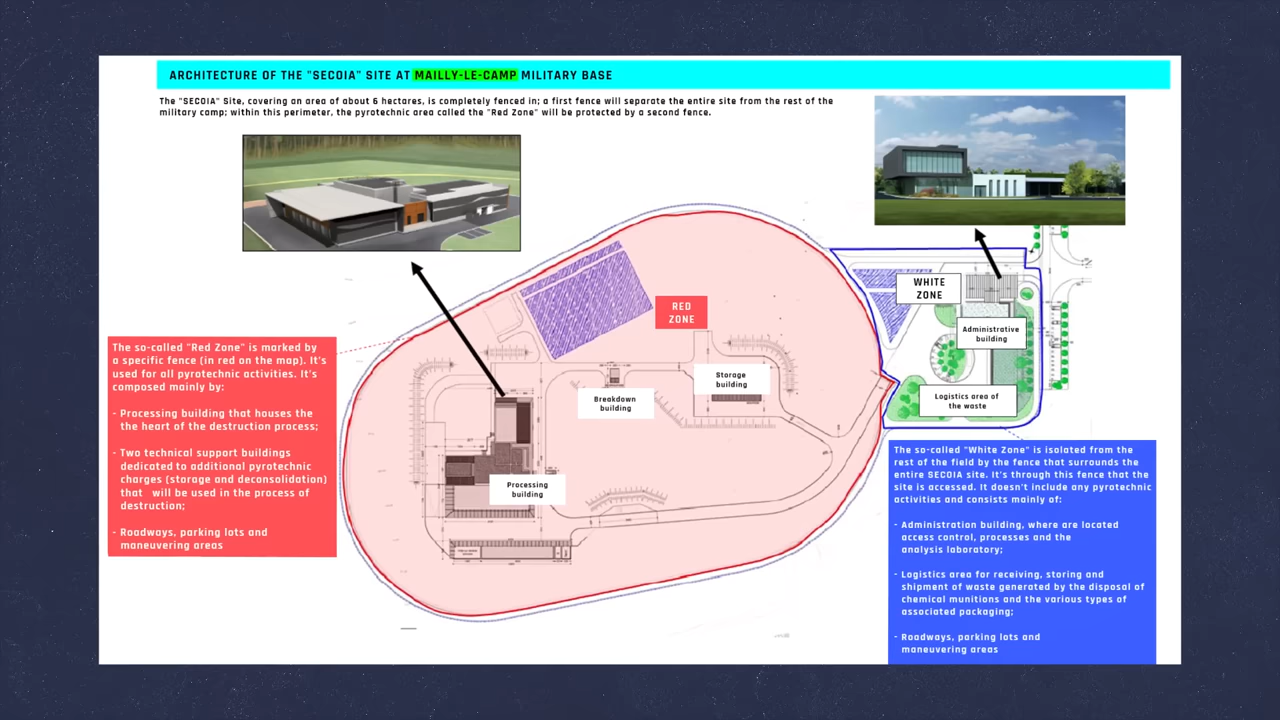 ARCHITECTURE OF THE "SECOIA" SITE AT MAILLY-LE-CAMP MILITARY BASE
The "SECOIA" Site, covering an area of about 6 hectares, is completely fenced in; a first fence will separate the entire site from the rest of the
military camp; within this perimeter, the pyrotechnic area called the "Red Zone" will be protected by a second fence.
WHITE
ZONE
RED
ZONE
Administrative
building
Storage
building
Breakdown
building
Logistics area of
the waste
Processing
building
The so-called "Red Zone" is marked by
a specific fence (in red on the map). It's
used for all pyrotechnic activities. It's
composed mainly by:
- Processing building that houses the
the heart of the destruction process;
- Two technical support buildings
dedicated to additional pyrotechnic
charges (storage and deconsolidation)
that will be used in the process of
destruction;
- Roadways, parking lots and
maneuvering areas
The so-called "White Zone" is isolated from the
rest of the field by the fence that surrounds the
entire SECOIA site. It's through this fence that the
site is accessed. It doesn't include any pyrotechnic
activities and consists mainly of:
- Administration building, where are located
access control, processes and the
analysis laboratory;
- Logistics area for receiving, storing and
shipment of waste generated by the disposal of
chemical munitions and the various types of
associated packaging;
- Roadways, parking lots and
maneuvering areas